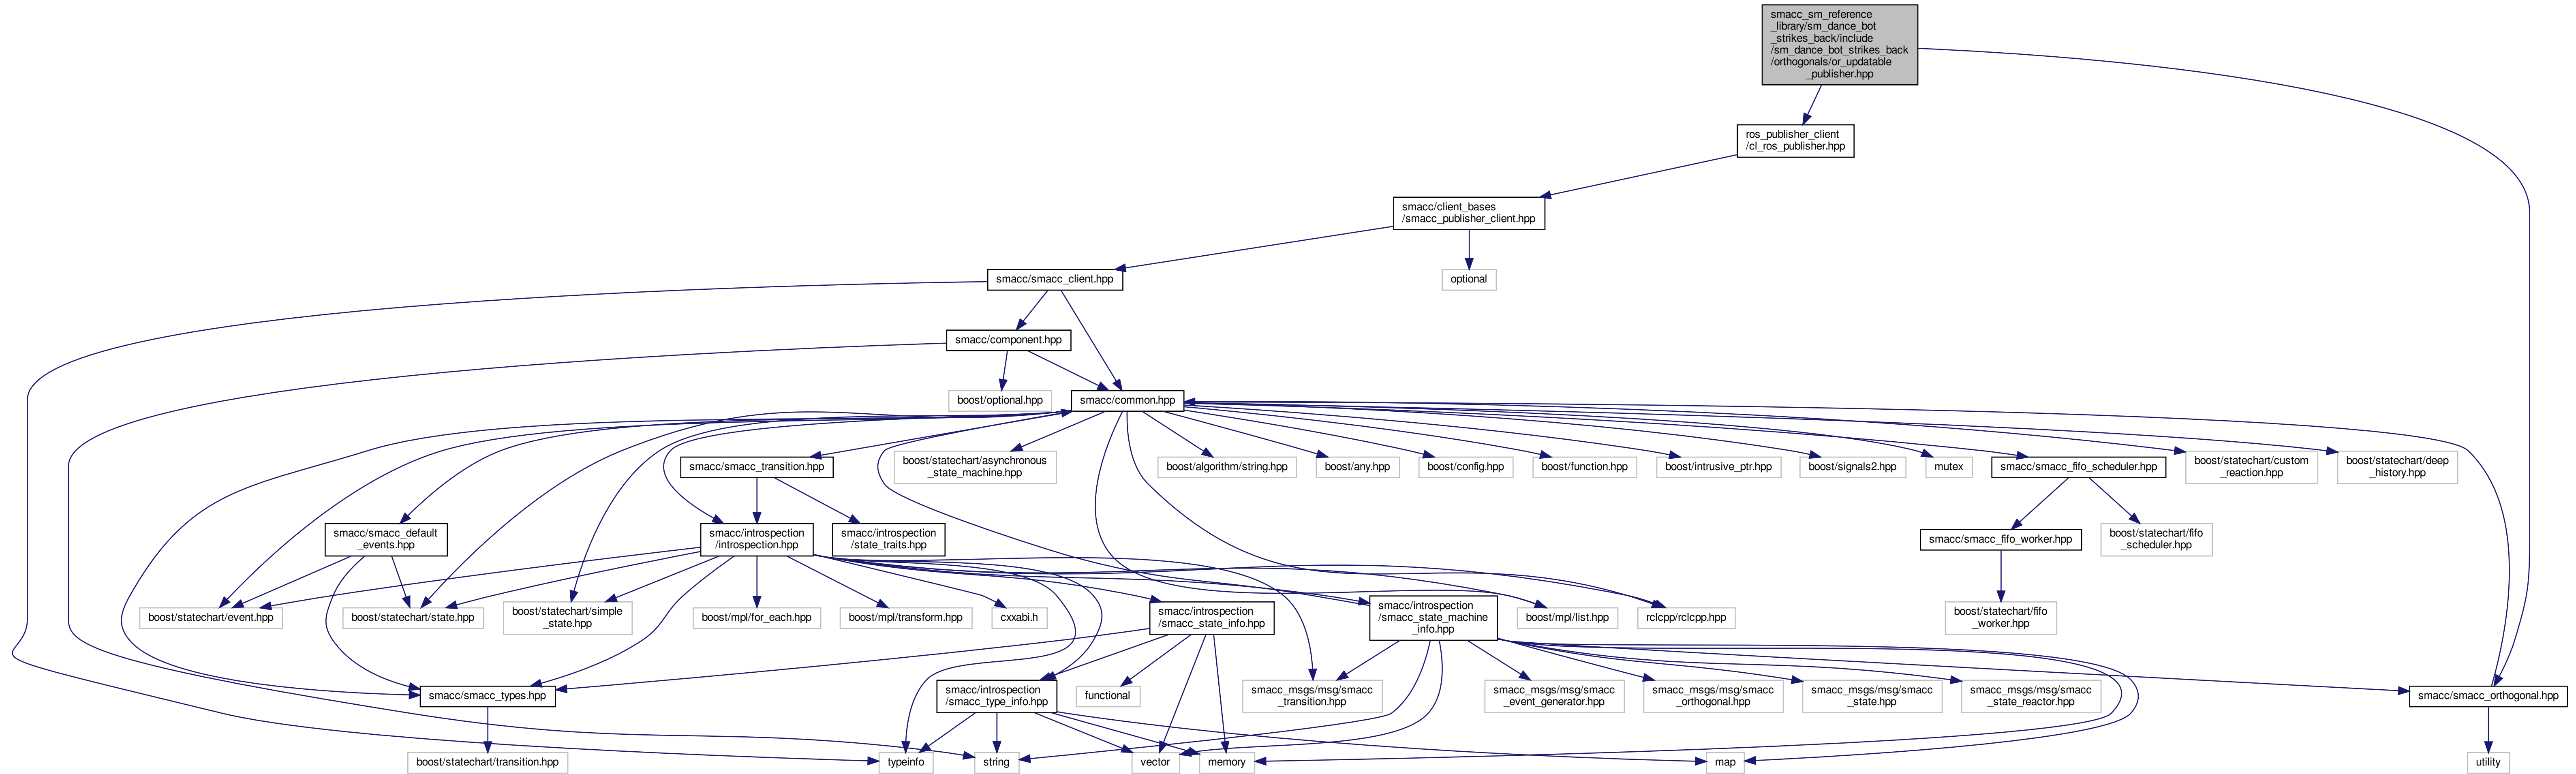 smacc_sm_reference
_library/sm_dance_bot
_strikes_back/include
/sm_dance_bot_strikes_back
/orthogonals/or_updatable
_publisher.hpp
ros_publisher_client
/cl_ros_publisher.hpp
smacc/client_bases
/smacc_publisher_client.hpp
smacc/smacc_client.hpp
optional
smacc/component.hpp
boost/optional.hpp
smacc/common.hpp
smacc/smacc_transition.hpp
boost/statechart/asynchronous
_state_machine.hpp
boost/algorithm/string.hpp
boost/any.hpp
boost/config.hpp
boost/function.hpp
boost/intrusive_ptr.hpp
boost/signals2.hpp
mutex
smacc/smacc_fifo_scheduler.hpp
boost/statechart/custom
_reaction.hpp
boost/statechart/deep
_history.hpp
smacc/smacc_default
_events.hpp
smacc/introspection
/introspection.hpp
smacc/introspection
/state_traits.hpp
smacc/smacc_fifo_worker.hpp
boost/statechart/fifo
_scheduler.hpp
boost/statechart/event.hpp
boost/statechart/state.hpp
boost/statechart/simple
_state.hpp
boost/mpl/for_each.hpp
boost/mpl/transform.hpp
cxxabi.h
smacc/introspection
/smacc_state_info.hpp
smacc/introspection
/smacc_state_machine
_info.hpp
boost/mpl/list.hpp
rclcpp/rclcpp.hpp
boost/statechart/fifo
_worker.hpp
smacc/smacc_types.hpp
smacc/introspection
/smacc_type_info.hpp
functional
smacc_msgs/msg/smacc
_transition.hpp
smacc_msgs/msg/smacc
_event_generator.hpp
smacc_msgs/msg/smacc
_orthogonal.hpp
smacc_msgs/msg/smacc
_state.hpp
smacc_msgs/msg/smacc
_state_reactor.hpp
smacc/smacc_orthogonal.hpp
boost/statechart/transition.hpp
typeinfo
string
vector
memory
map
utility